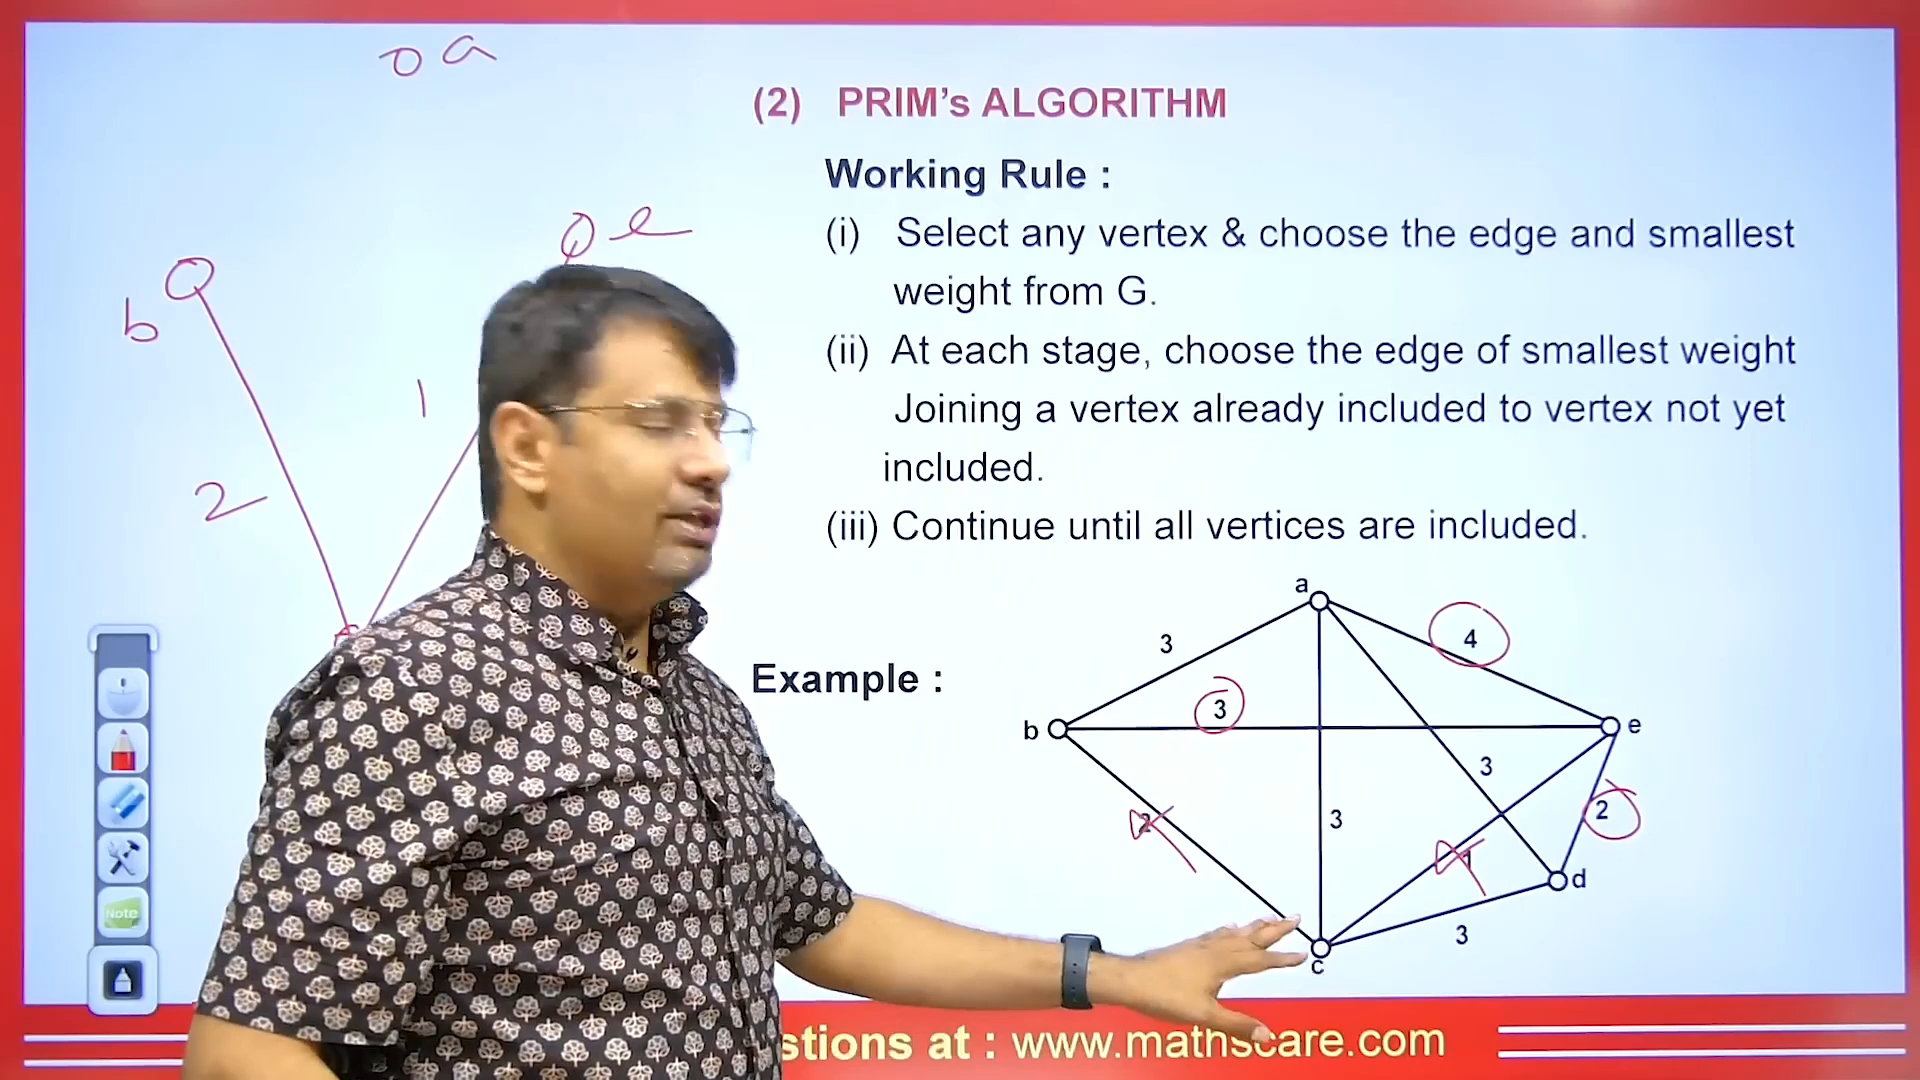 o a
(2) PRIM’s ALGORITHM
Working Rule :
(i) Select any vertex & choose the edge and smallest
weight from G.
(ii) At each stage, choose the edge of smallest weight
Joining a vertex already included to vertex not yet
included.
(iii) Continue until all vertices are included.
e
b
1
2
Example :
a
3
4
3
b
e
3
2
3
d
3
c
Note
stions at : www.mathscare.com